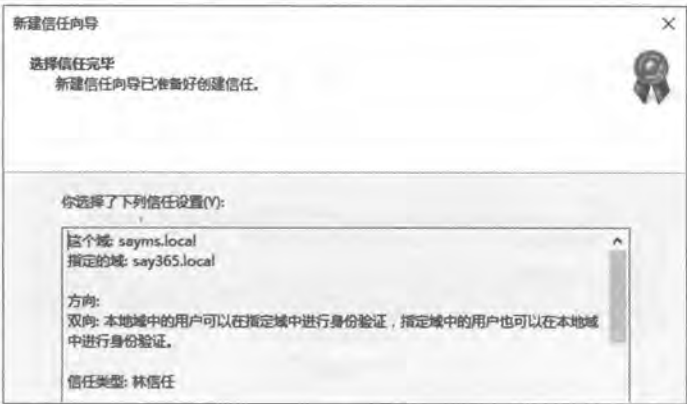 新建信任向导
选择信任完毕
新建信任向导已准备好创建信任。
你选择了下列信任设置(Y):
这个域: sayms.local
指定的域: say365.local
方向:
双向: 本地域中的用户可以在指定域中进行身份验证，指定域中的用户也可以在本地域
中进行身份验证。
信任类型: 林信任